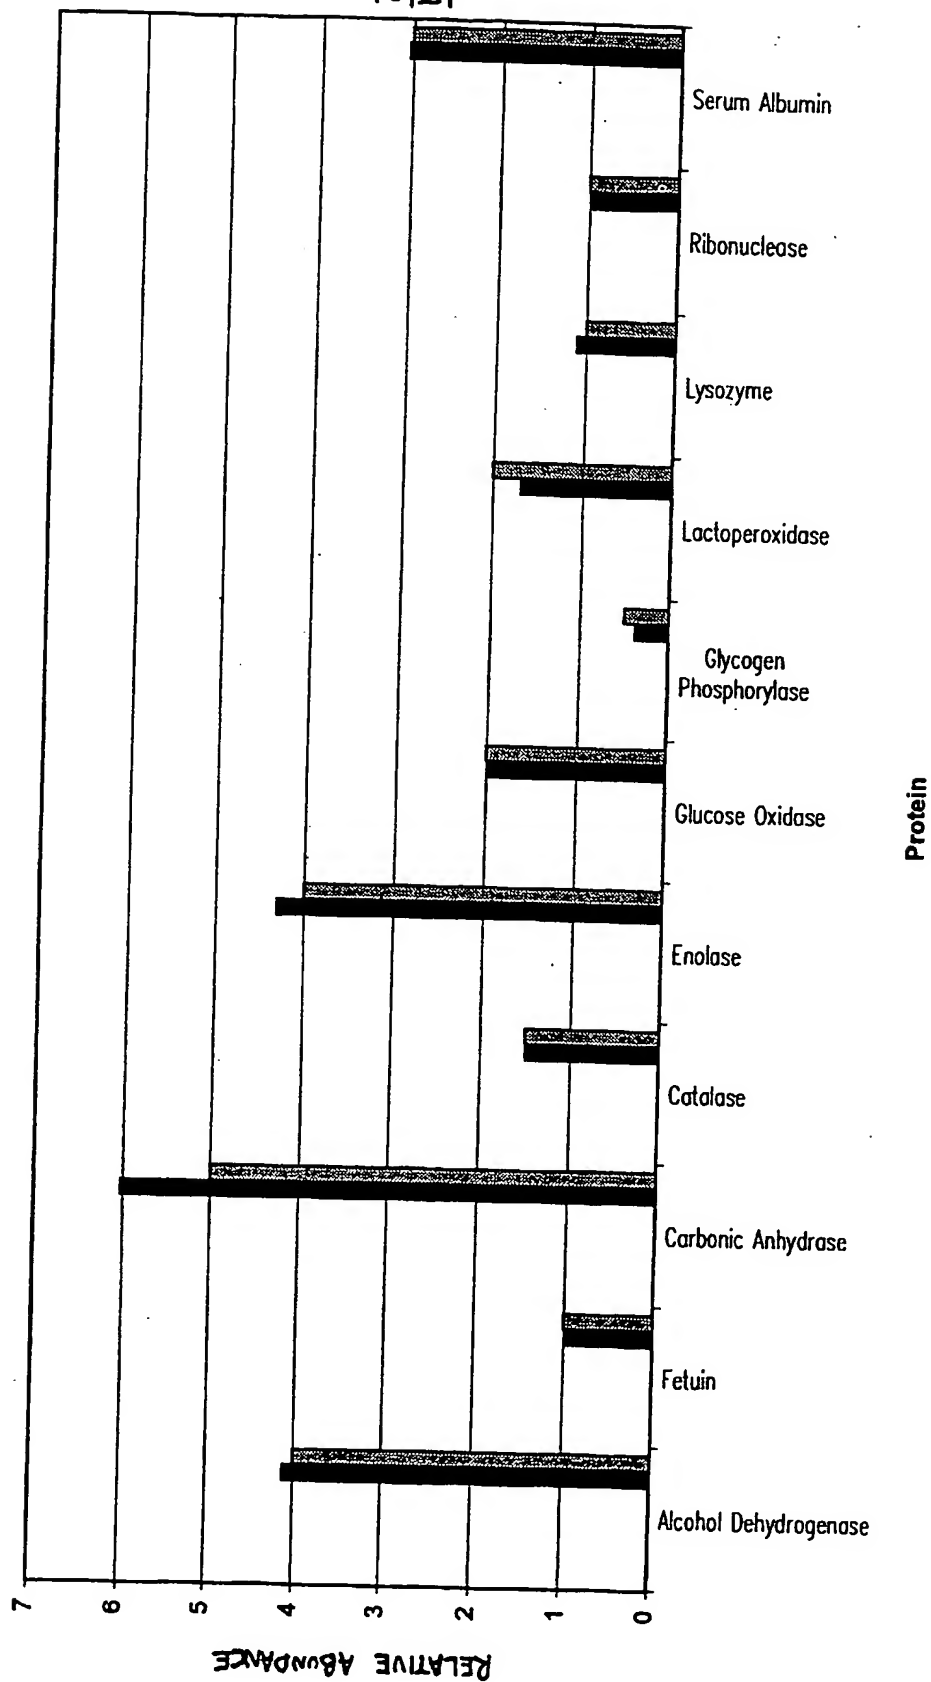 Serum Albumin
Ribonuclease
Lysozyme
Lactoperoxidase
Glycogen
Phosphorylase
Glucose Oxidase
Enolase
Catalase
Carbonic Anhydrase
Fetuin
Alcohol Dehydrogenase
Protein
7
6
5
4
3
2
1
0
RELATIVE ABUNDANCE